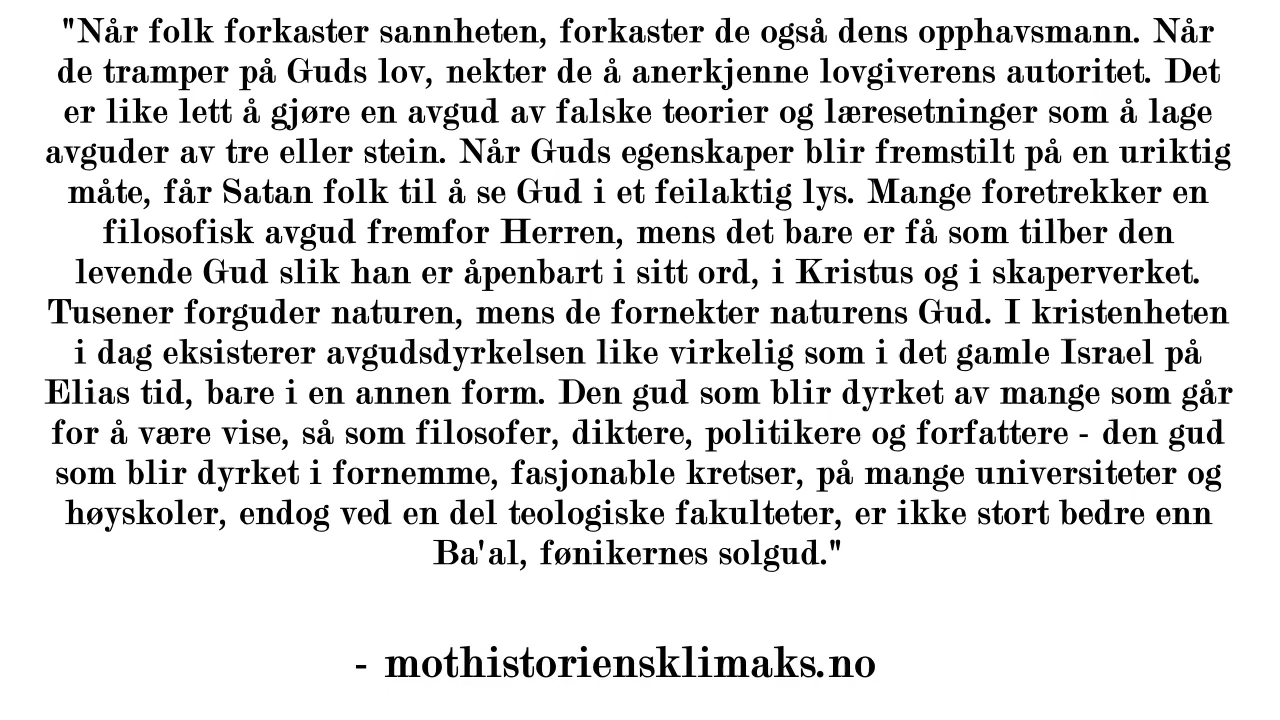 "Når folk forkaster sannheten, forkaster de også dens opphavsmann. Når
de tramper på Guds lov, nekter de å anerkjenne lovgiverens autoritet. Det
er like lett å gjøre en avgud av falske teorier og læresetninger som å lage
avguder av tre eller stein. Når Guds egenskaper blir fremstilt på en uriktig
måte, får Satan folk til å se Gud i et feilaktig lys. Mange foretrekker en
filosofisk avgud fremfor Herren, mens det bare er få som tilber den
levende Gud slik han er åpenbart i sitt ord, i Kristus og i skaperverket.
Tusener forguder naturen, mens de fornekter naturens Gud. I kristenheten
i dag eksisterer avgudsdyrkelsen like virkelig som i det gamle Israel på
Elias tid, bare i en annen form. Den gud som blir dyrket av mange som går
for å være vise, så som filosofer, diktere, politikere og forfattere - den gud
som blir dyrket i fornemme, fasjonable kretser, på mange universiteter og
høyskoler, endog ved en del teologiske fakulteter, er ikke stort bedre enn
Ba'al, fønikernes solgud."
- mothistoriensklimaks.no